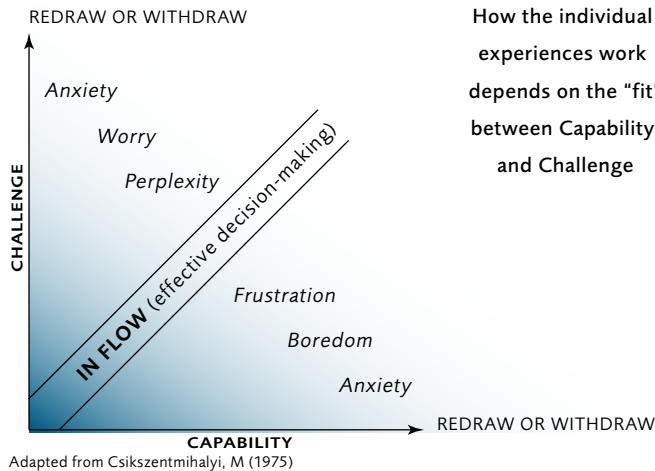 REDRAW OR WITHDRAW
How the individual
experiences work
depends on the "fit"
between Capability
and Challenge
Anxiety
Worry
Perplexity
CHALLENGE
IN FLOW (effective decision-making)
Frustration
Boredom
Anxiety
REDRAW OR WITHDRAW
CAPABILITY
Adapted from Csikszentmihalyi, M (1975)